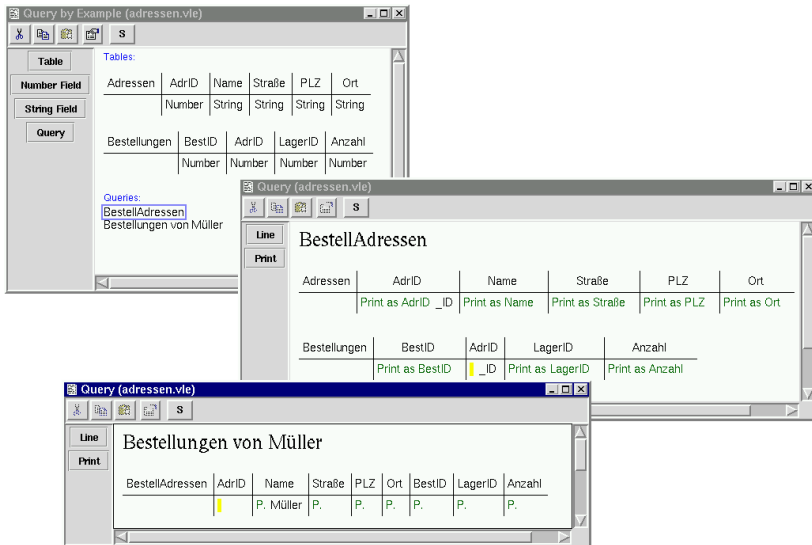 Query by Example (adressen.vle)
S
Table
Number Field
String Field
Query
Tables:
Adressen AdrID Name Straße PLZ Ort
Number String String String String
Bestellungen BestID AdrID LagerID Anzahl
Number Number Number Number
Queries:
BestellAdressen
Bestellungen von Müller
Query (adressen.vle)
S
Line
Print
BestellAdressen
Adressen AdrID Name Straße PLZ Ort
Print as AdrID _ID Print as Name Print as Straße Print as PLZ Print as Ort
Bestellungen BestID AdrID LagerID Anzahl
Print as BestID _ID Print as LagerID Print as Anzahl
Query (adressen.vle)
S
Line
Print
Bestellungen von Müller
BestellAdressen AdrID Name Straße PLZ Ort BestID LagerID Anzahl
P. Müller P. P. P. P. P. P.